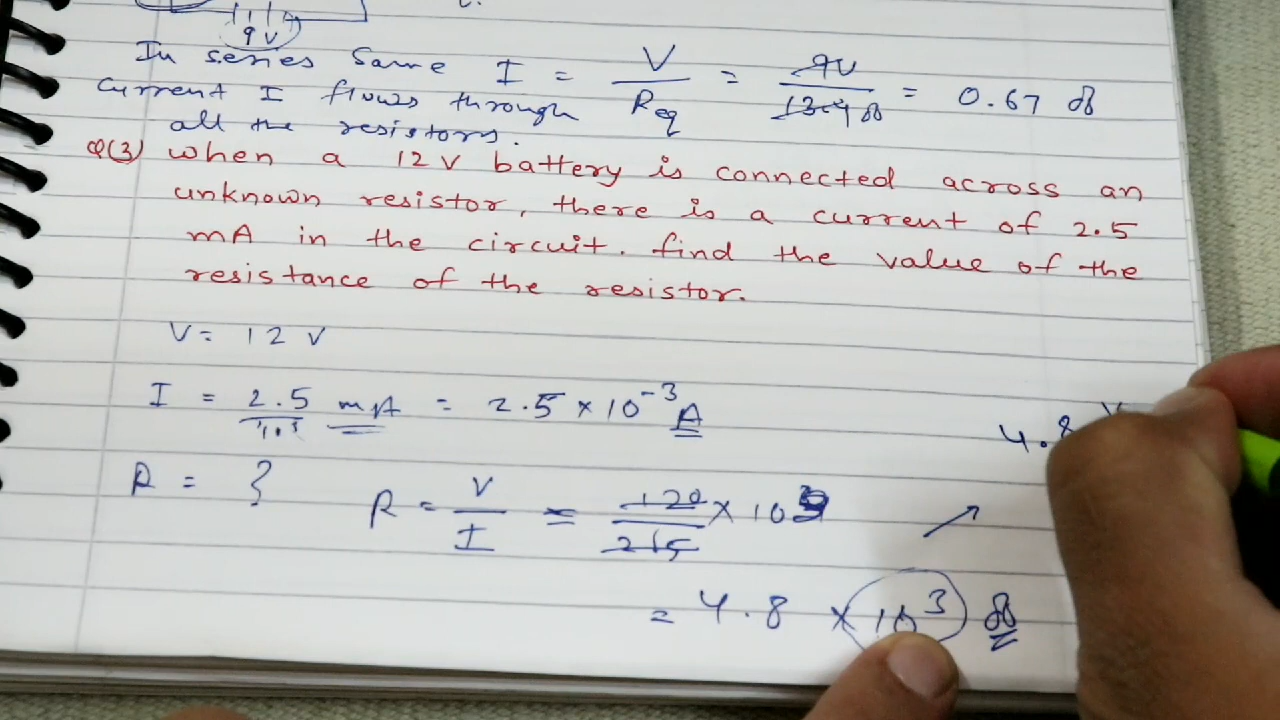 9 V
In series Same I = V / Req = 9V / 13.4 Ω = 0.67 Ω
Current I flows through
all the resistors.
Q(3) When a 12 V battery is connected across an
unknown resistor, there is a current of 2.5
mA in the circuit. find the value of the
resistance of the resistor.
V = 12 V
I = 2.5 mA = 2.5 × 10⁻³ A
4.8
R = ? R = V / I = 120 / 25 × 10³
= 4.8 × 10³ Ω